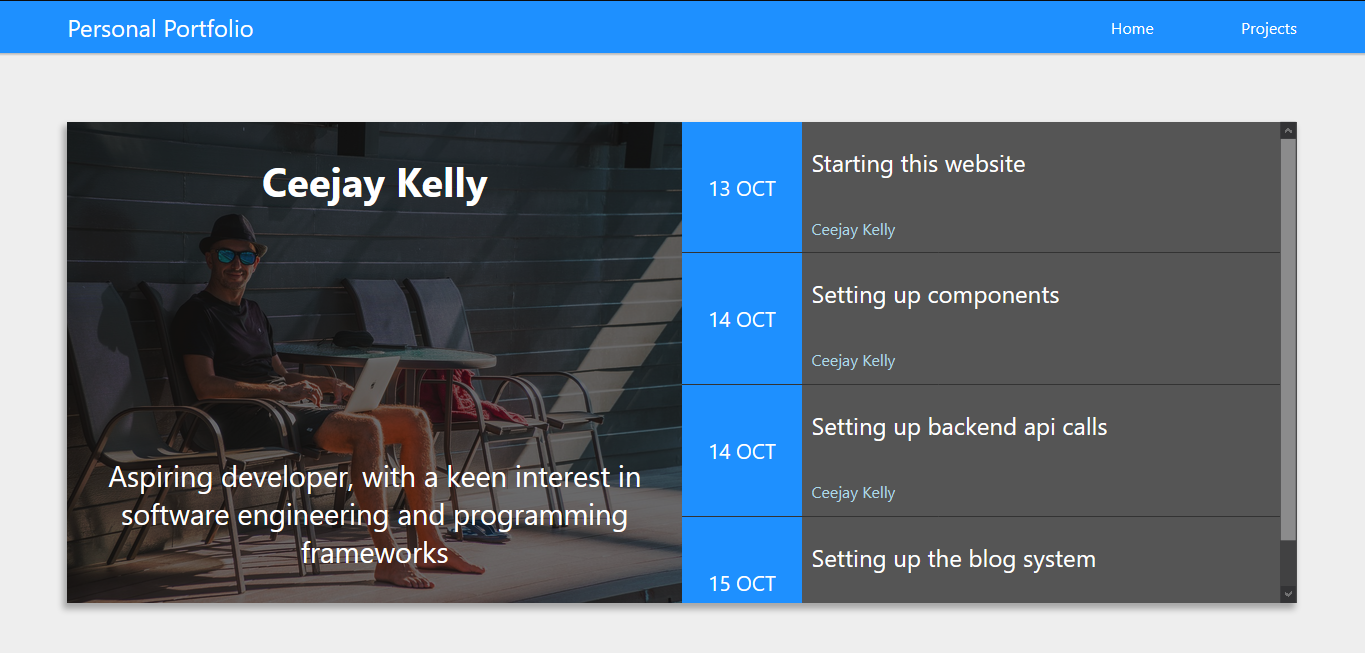 Personal Portfolio
Home
Projects
Ceejay Kelly
Aspiring developer, with a keen interest in
software engineering and programming
frameworks
13 OCT
Starting this website
Ceejay Kelly
14 OCT
Setting up components
Ceejay Kelly
14 OCT
Setting up backend api calls
Ceejay Kelly
15 OCT
Setting up the blog system